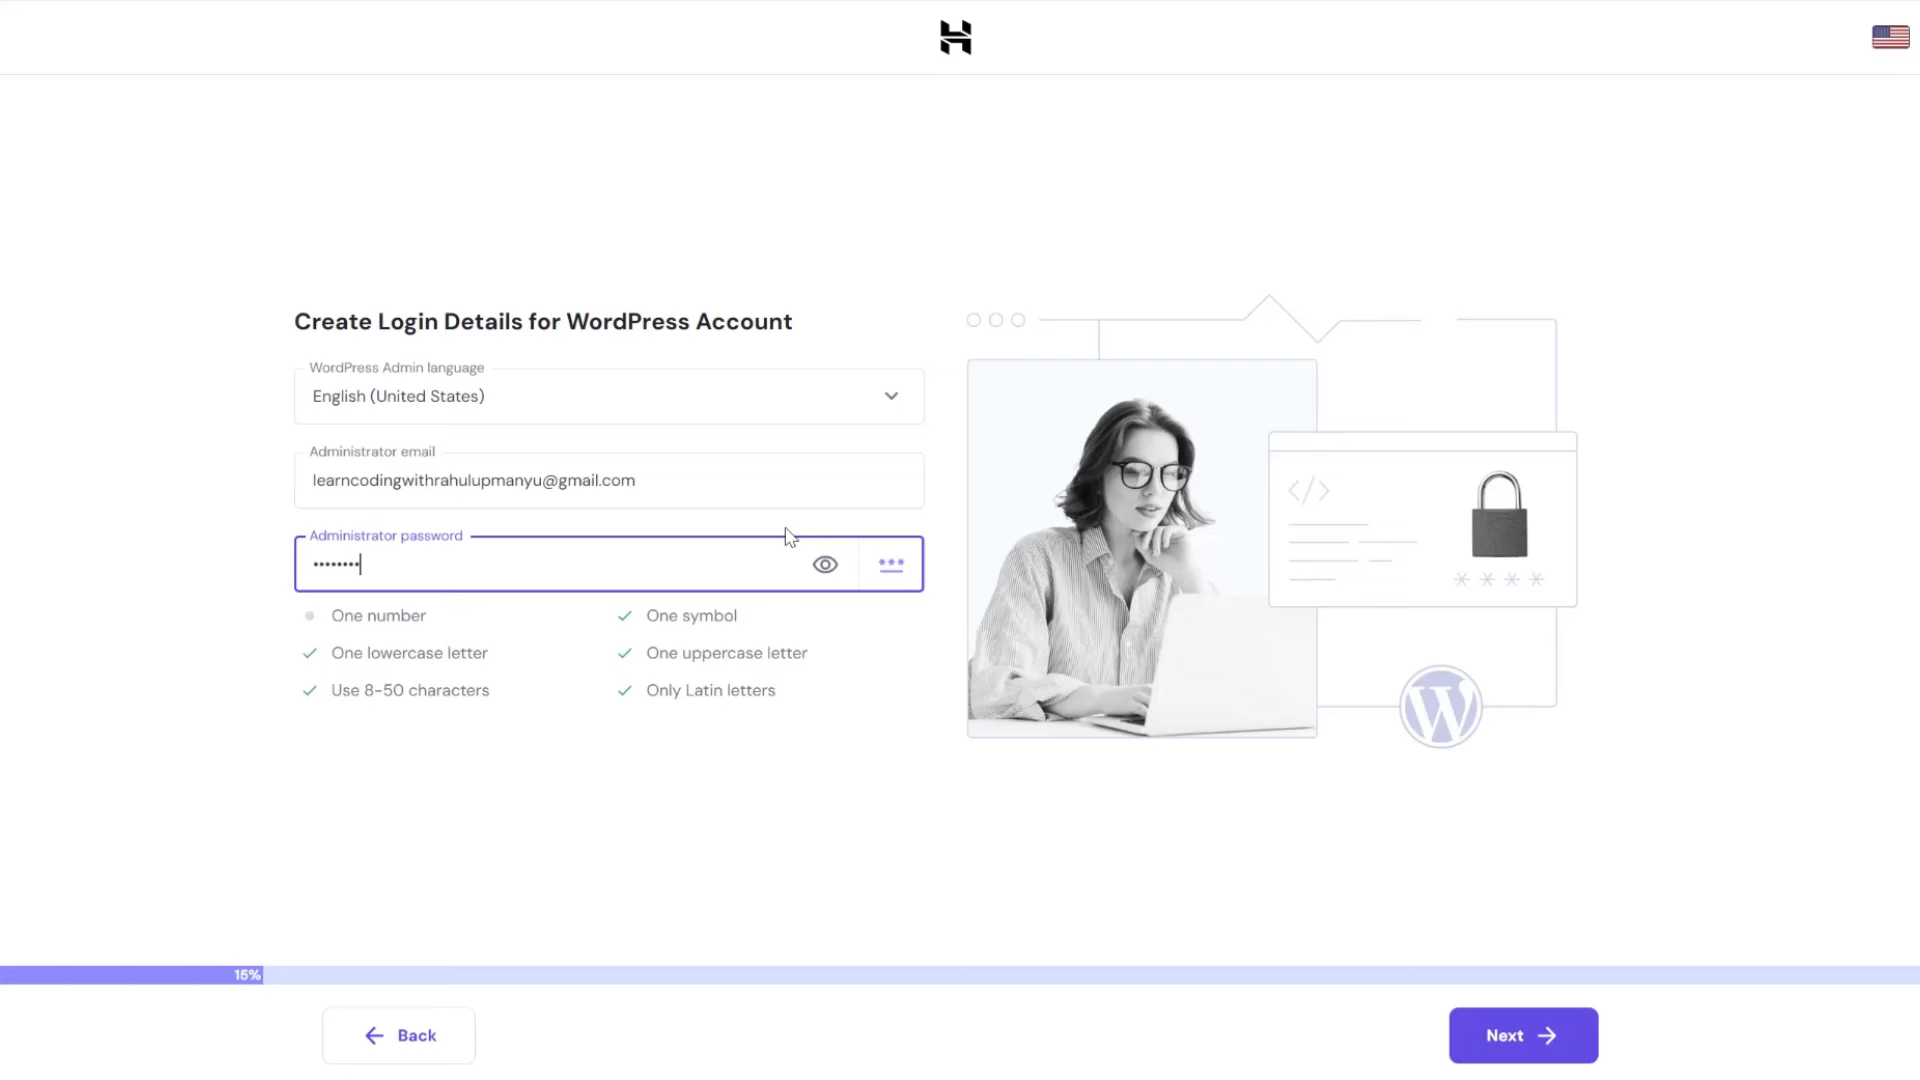 Create Login Details for WordPress Account
WordPress Admin language
English (United States)
Administrator email
learncodingwithrahulupmanyu@gmail.com
Administrator password
••••••••
One number
One symbol
One lowercase letter
One uppercase letter
Use 8-50 characters
Only Latin letters
</>
* * * *
W
15%
Back
Next